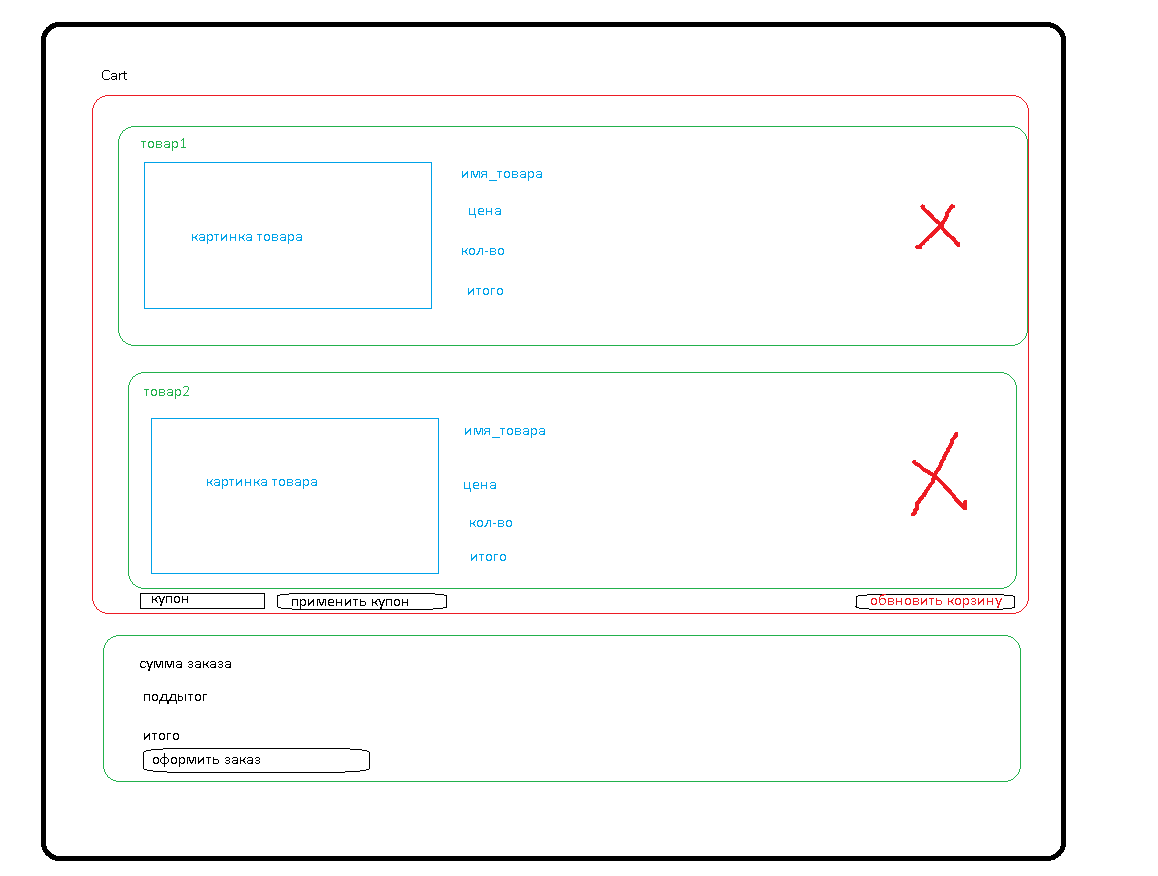 Cart
товар1
имя_товара
цена
картинка товара
кол-во
итого
товар2
имя_товара
картинка товара
цена
кол-во
итого
купон
применить купон
обвновить корзину
сумма заказа
поддытог
итого
оформить заказ